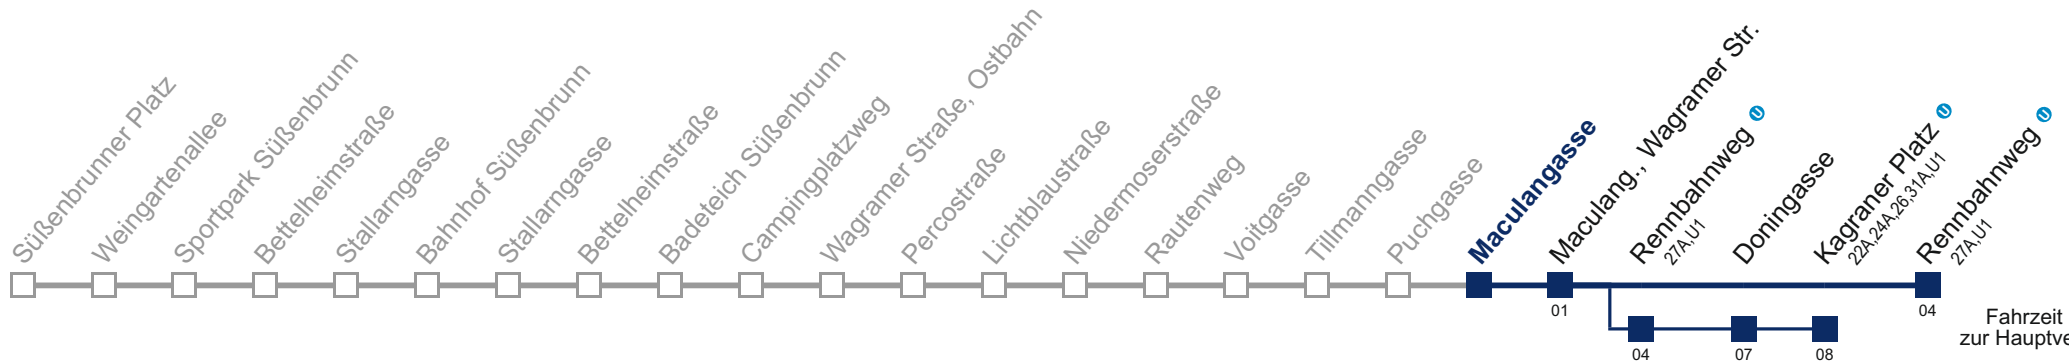 Süßenbrunner Platz
Weingartenallee
Sportpark Süßenbrunn
Bettelheimstraße
Stallarngasse
Bahnhof Süßenbrunn
Stallarngasse
Bettelheimstraße
Badeteich Süßenbrunn
Campingplatzweg
Wagramer Straße, Ostbahn
Percostraße
Lichtblaustraße
Niedermoserstraße
Rautenweg
Voitgasse
Tillmanngasse
Puchgasse
Maculangasse
Maculang., Wagramer Str.
Rennbahnweg U
27A,U1
Doningasse
Kagraner Platz U
22A,24A,26,31A,U1
Rennbahnweg U
27A,U1
01
04
04
07
08
Fahrzeit
zur Hauptve